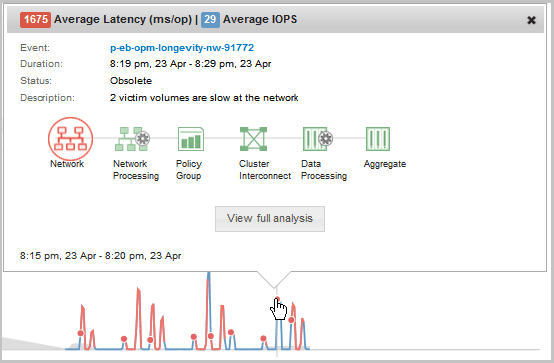 1675 Average Latency (ms/op) | 29 Average IOPS
Event: p-eb-opm-longevity-nw-91772
Duration: 8:19 pm, 23 Apr - 8:29 pm, 23 Apr
Status: Obsolete
Description: 2 victim volumes are slow at the network
Network
Network Processing
Policy Group
Cluster Interconnect
Data Processing
Aggregate
View full analysis
8:15 pm, 23 Apr - 8:20 pm, 23 Apr